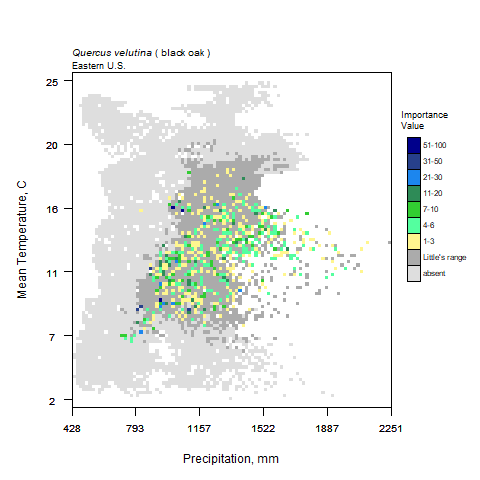 Quercus velutina ( black oak )
Eastern U.S.
25
20
16
11
7
2
Mean Temperature, C
428 793 1157 1522 1887 2251
Precipitation, mm
Importance
Value
51-100
31-50
21-30
11-20
7-10
4-6
1-3
Little's range
absent